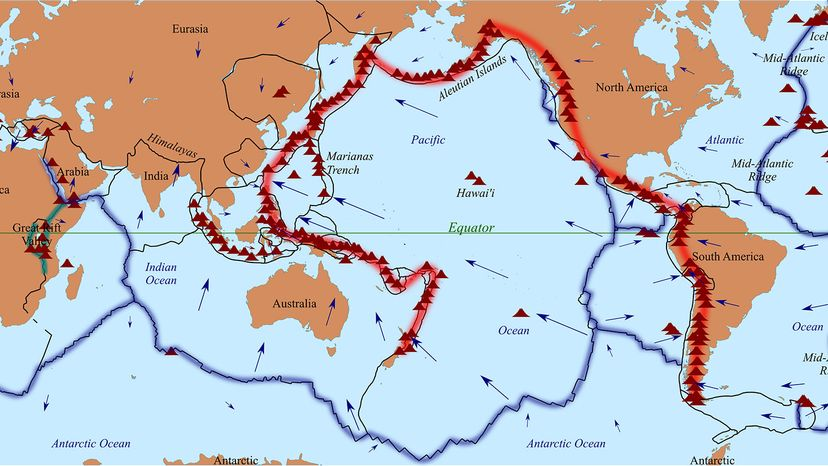 Eurasia
Icel
Mid-Atlantic
Ridge
North America
Aleutian Islands
asia
Himalayas
Pacific
Atlantic
Marianas
Trench
Mid-Atlantic
Ridge
Arabia
India
ca
Hawai'i
Great Rift
Valley
Equator
South America
Indian
Ocean
Australia
Ocean
Ocean
Mid-A
R
Antarctic Ocean
Antarctic Ocean
Antarctic
Antarctic